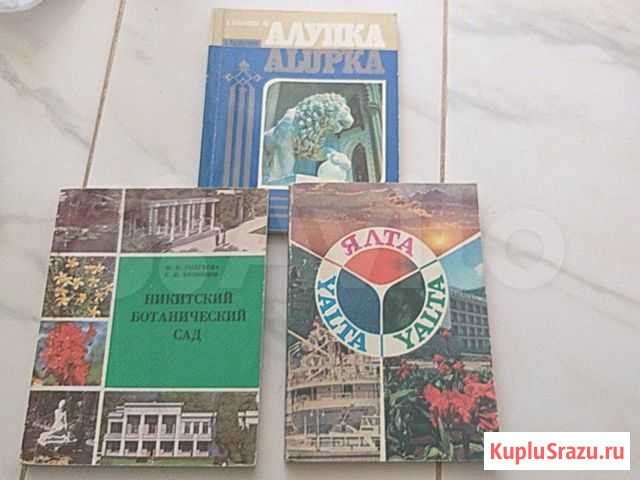 АЛУПКА
ALUPKA
НИКИТСКИЙ
БОТАНИЧЕСКИЙ
САД
ЯЛТА
YALTA
YALTA
KupluSrazu.ru